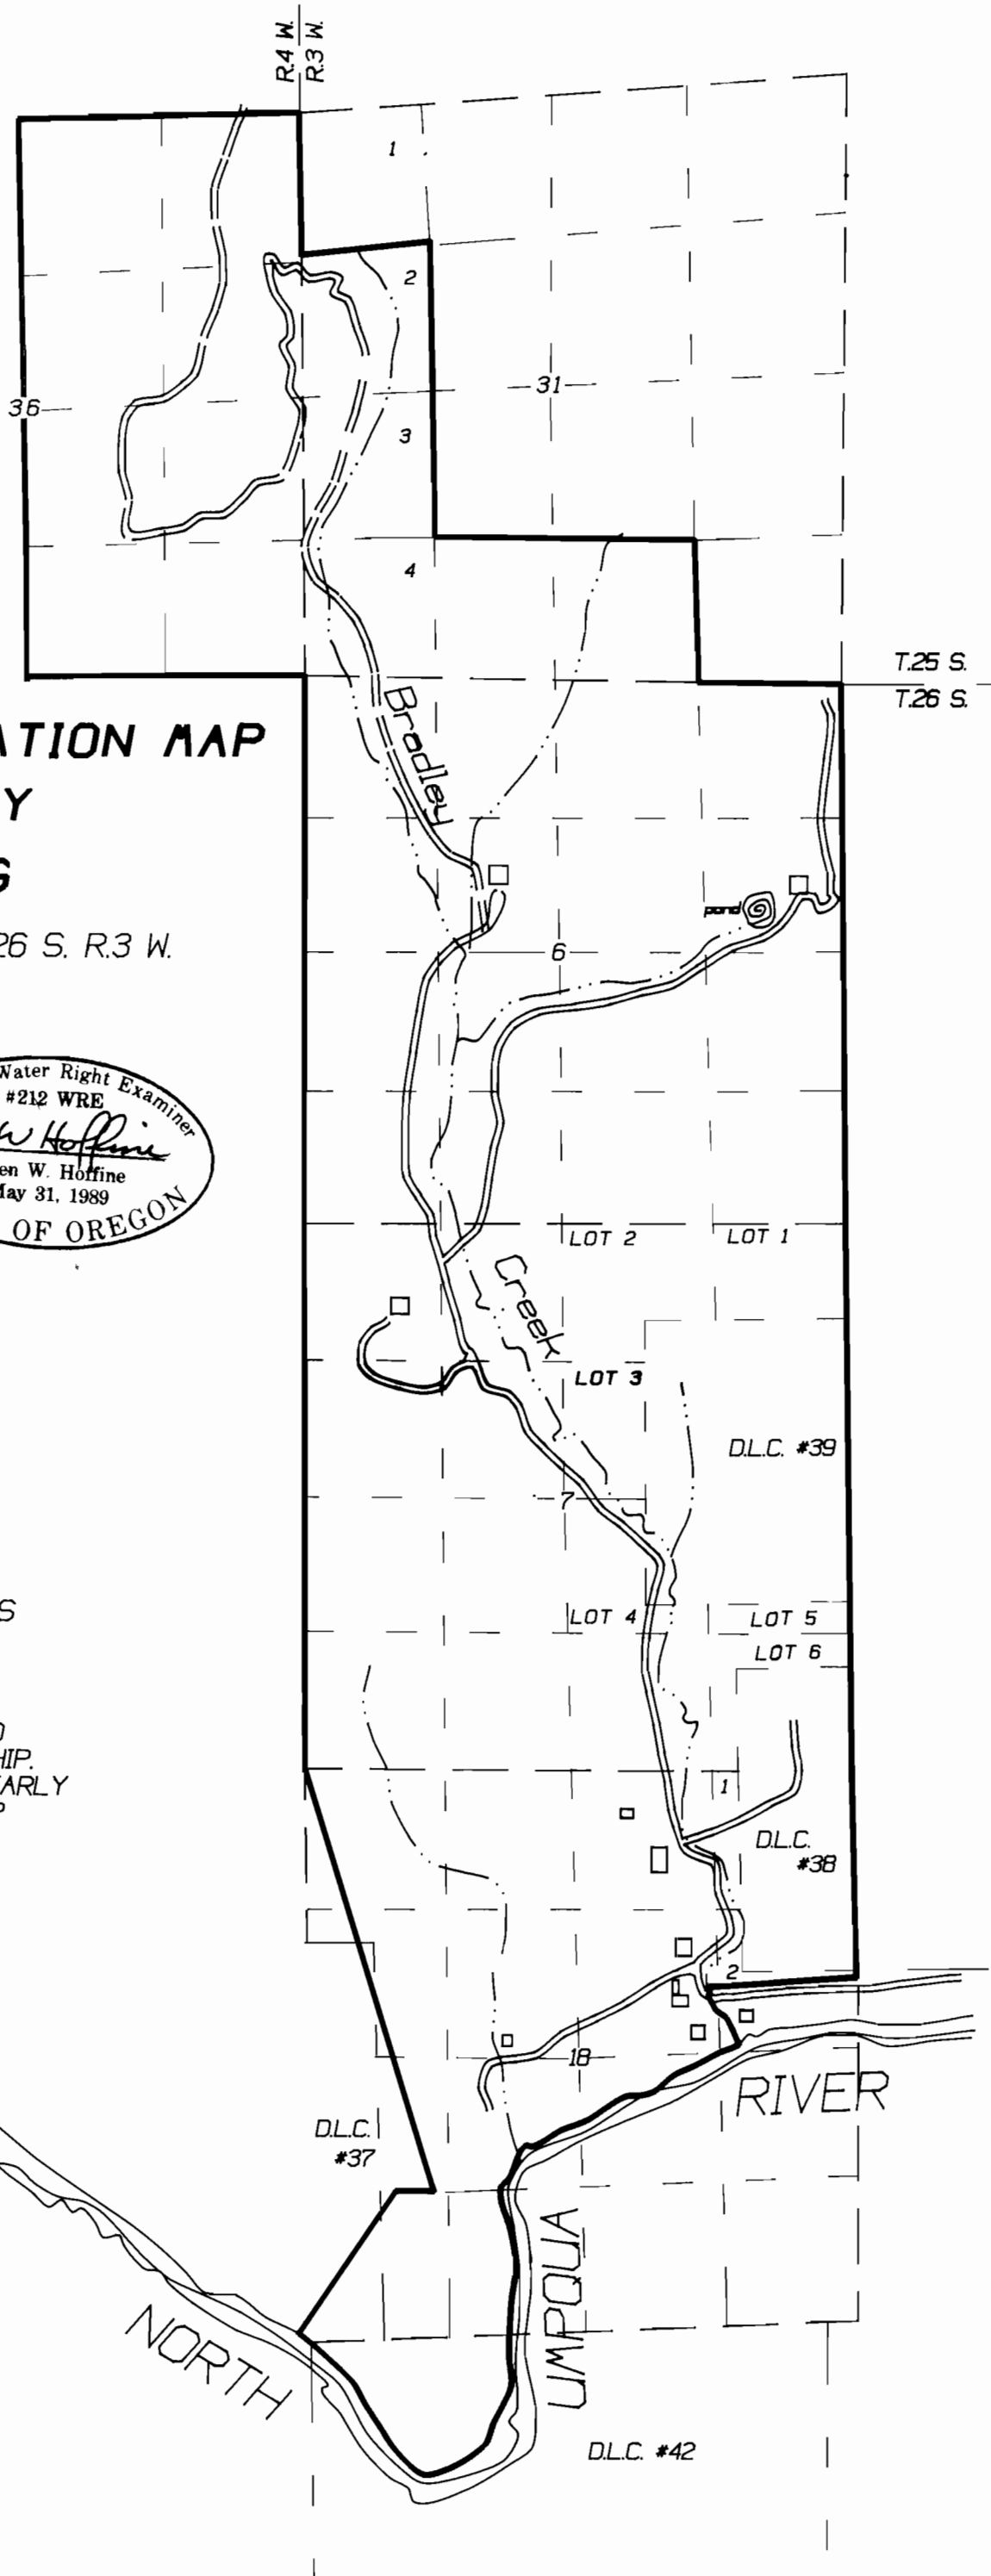 R.4 W.
R.3 W.
1
2
36
31
3
4
T.25 S.
T.26 S.
ATION MAP
Y
G
26 S. R.3 W.
Bradley
pond
6
Water Right Examiner
#212 WRE
W Hoffine
en W. Hoffine
May 31, 1989
OF OREGON
LOT 2
LOT 1
Creek
LOT 3
D.L.C. #39
7
S
LOT 4
LOT 5
LOT 6
HIP.
ARLY
1
D.L.C.
#38
2
18
RIVER
D.L.C.
#37
UMPQUA
NORTH
D.L.C. #42